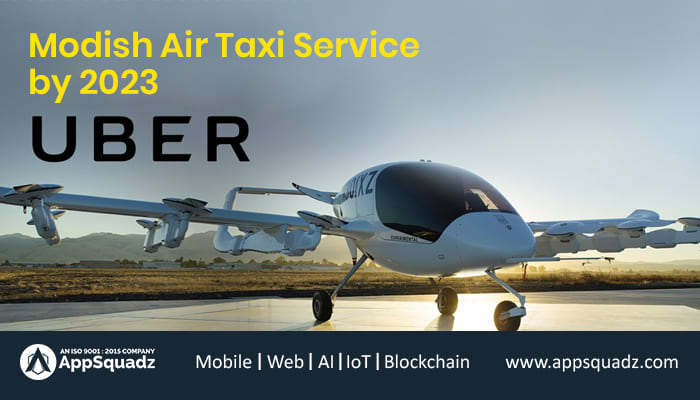 Modish Air Taxi Service
by 2023
UBER
EXPERIMENTAL
AN ISO 9001 : 2015 COMPANY
AppSquadz
Mobile | Web | AI | IoT | Blockchain
www.appsquadz.com